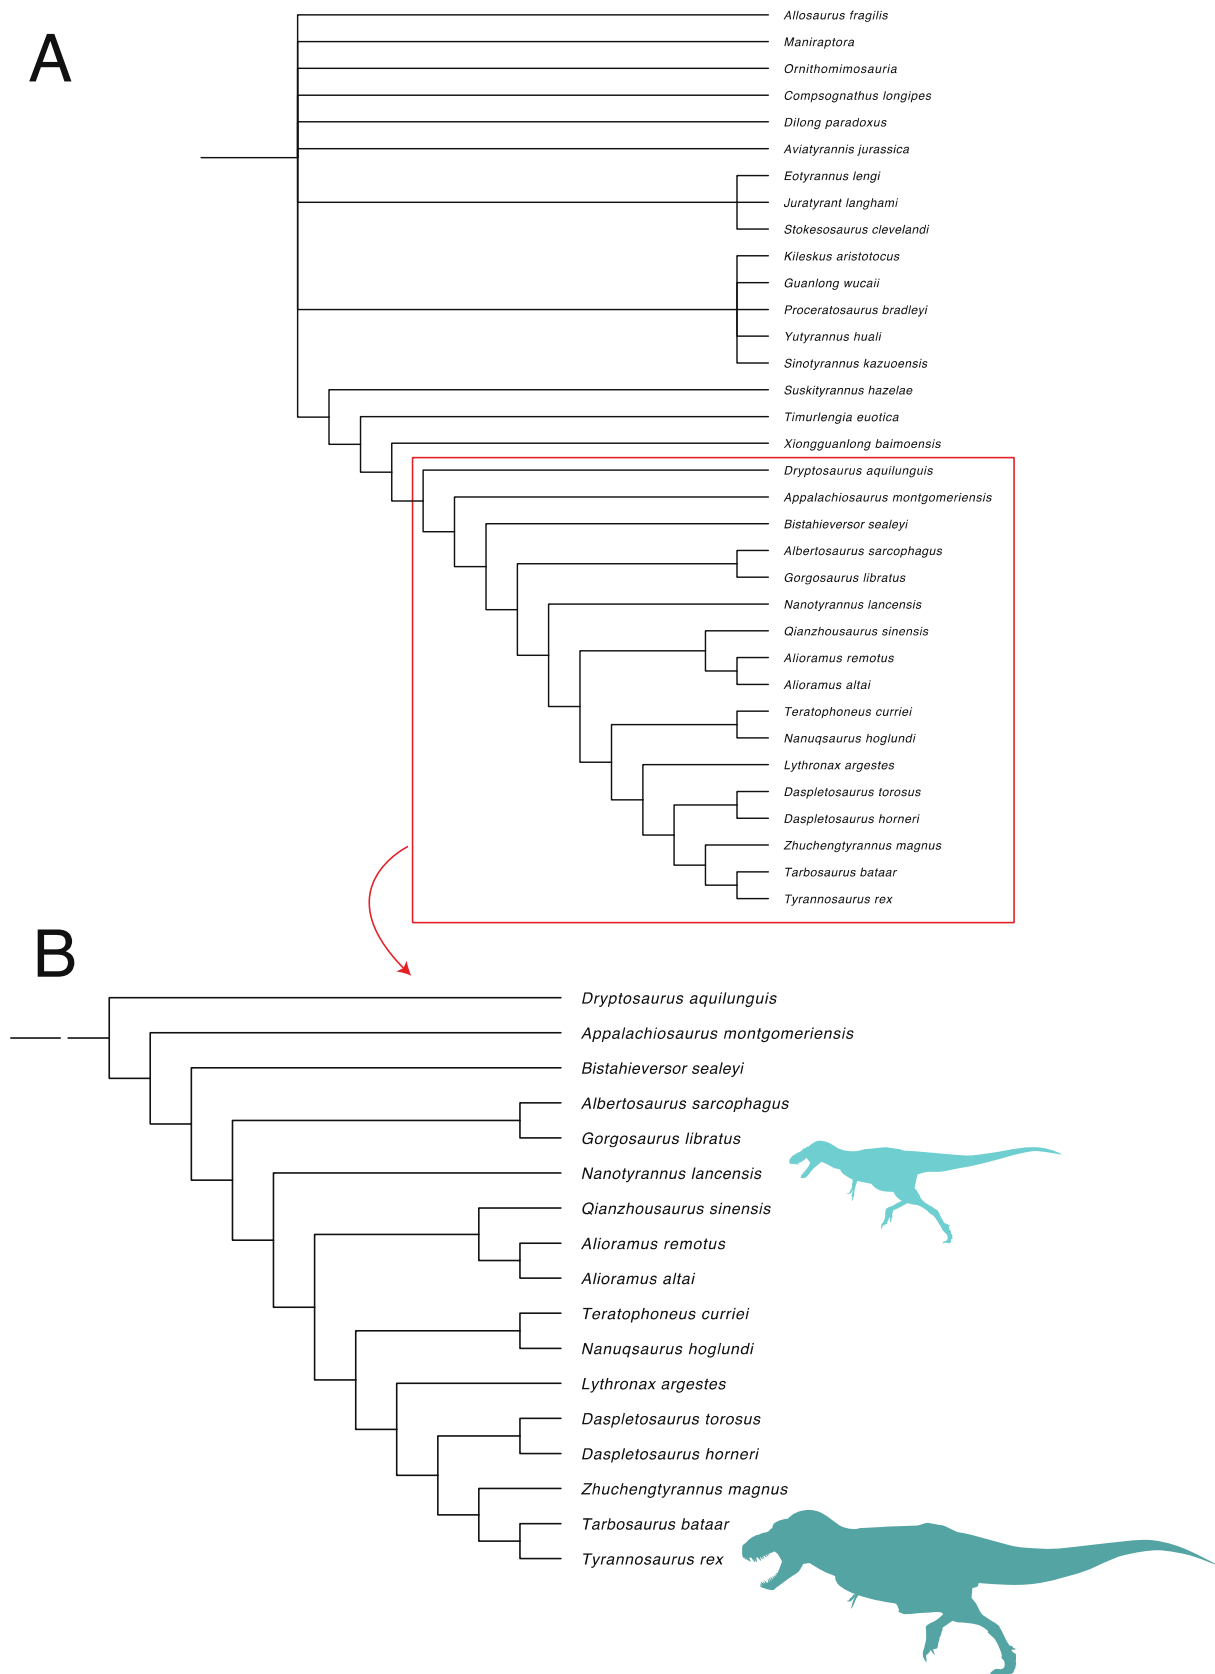 A
Allosaurus fragilis
Maniraptora
Ornithomimosauria
Compsognathus longipes
Dilong paradoxus
Aviatyrannis jurassica
Eotyrannus lengi
Juratyrant langhami
Stokesosaurus clevelandi
Kileskus aristotocus
Guanlong wucaii
Proceratosaurus bradleyi
Yutyrannus huali
Sinotyrannus kazuoensis
Suskityrannus hazelae
Timurlengia euotica
Xiongguanlong baimoensis
Dryptosaurus aquilunguis
Appalachiosaurus montgomeriensis
Bistahieversor sealeyi
Albertosaurus sarcophagus
Gorgosaurus libratus
Nanotyrannus lancensis
Qianzhousaurus sinensis
Alioramus remotus
Alioramus altai
Teratophoneus curriei
Nanuqsaurus hoglundi
Lythronax argestes
Daspletosaurus torosus
Daspletosaurus horneri
Zhuchengtyrannus magnus
Tarbosaurus bataar
Tyrannosaurus rex
B
Dryptosaurus aquilunguis
Appalachiosaurus montgomeriensis
Bistahieversor sealeyi
Albertosaurus sarcophagus
Gorgosaurus libratus
Nanotyrannus lancensis
Qianzhousaurus sinensis
Alioramus remotus
Alioramus altai
Teratophoneus curriei
Nanuqsaurus hoglundi
Lythronax argestes
Daspletosaurus torosus
Daspletosaurus horneri
Zhuchengtyrannus magnus
Tarbosaurus bataar
Tyrannosaurus rex